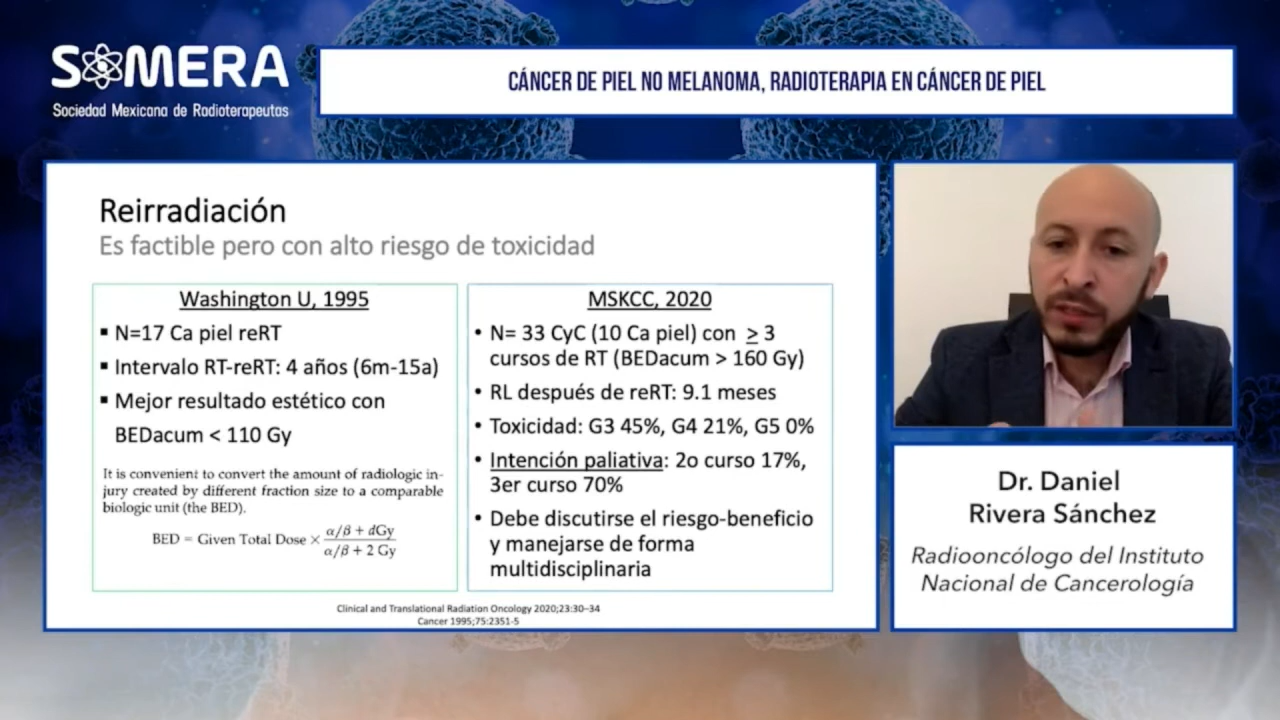 SOMERA
Sociedad Mexicana de Radioterapeutas
CÁNCER DE PIEL NO MELANOMA, RADIOTERAPIA EN CÁNCER DE PIEL
Reirradiación
Es factible pero con alto riesgo de toxicidad
Washington U, 1995
▪ N=17 Ca piel reRT
▪ Intervalo RT-reRT: 4 años (6m-15a)
▪ Mejor resultado estético con
BEDacum < 110 Gy
It is convenient to convert the amount of radiologic in-
jury created by different fraction size to a comparable
biologic unit (the BED).
BED = Given Total Dose × α/β + dGy
α/β + 2 Gy
MSKCC, 2020
• N= 33 CyC (10 Ca piel) con ≥ 3
cursos de RT (BEDacum > 160 Gy)
• RL después de reRT: 9.1 meses
• Toxicidad: G3 45%, G4 21%, G5 0%
• Intención paliativa: 2o curso 17%,
3er curso 70%
• Debe discutirse el riesgo-beneficio
y manejarse de forma
multidisciplinaria
Clinical and Translational Radiation Oncology 2020;23:30–34
Cancer 1995;75:2351-5
Dr. Daniel
Rivera Sánchez
Radiooncólogo del Instituto
Nacional de Cancerología